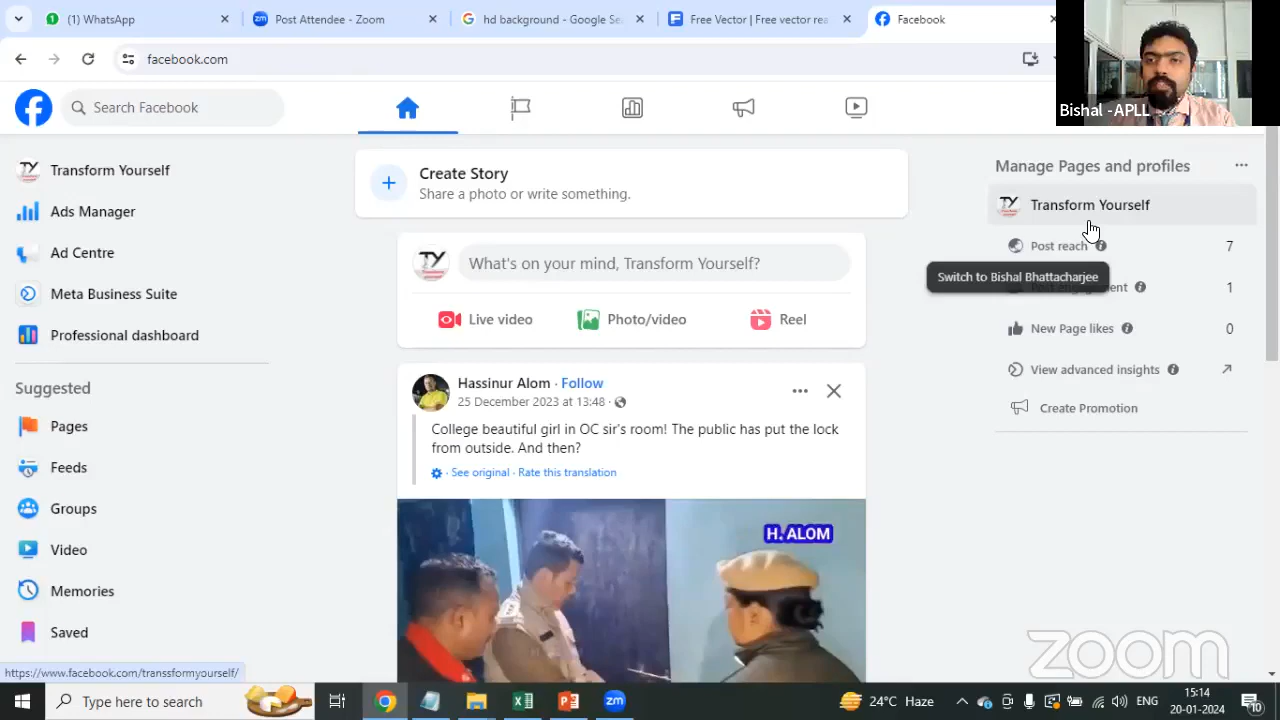 (1) WhatsApp
Post Attendee - Zoom
hd background - Google Se
Free Vector | Free vector rea
Facebook
facebook.com
Bishal -APLL
Search Facebook
Transform Yourself
Ads Manager
Ad Centre
Meta Business Suite
Professional dashboard
Suggested
Pages
Feeds
Groups
Video
Memories
Saved
https://www.facebook.com/transsformyourself/
Create Story
Share a photo or write something.
TY
What's on your mind, Transform Yourself?
Live video
Photo/video
Reel
Hassinur Alom · Follow
25 December 2023 at 13:48 ·
College beautiful girl in OC sir's room! The public has put the lock
from outside. And then?
· See original · Rate this translation
H. ALOM
Manage Pages and profiles
TY Transform Yourself
Post reach 7
Switch to Bishal Bhattacharjee
1
New Page likes 0
View advanced insights
Create Promotion
zoom
Type here to search
24°C Haze
ENG
15:14
20-01-2024
10